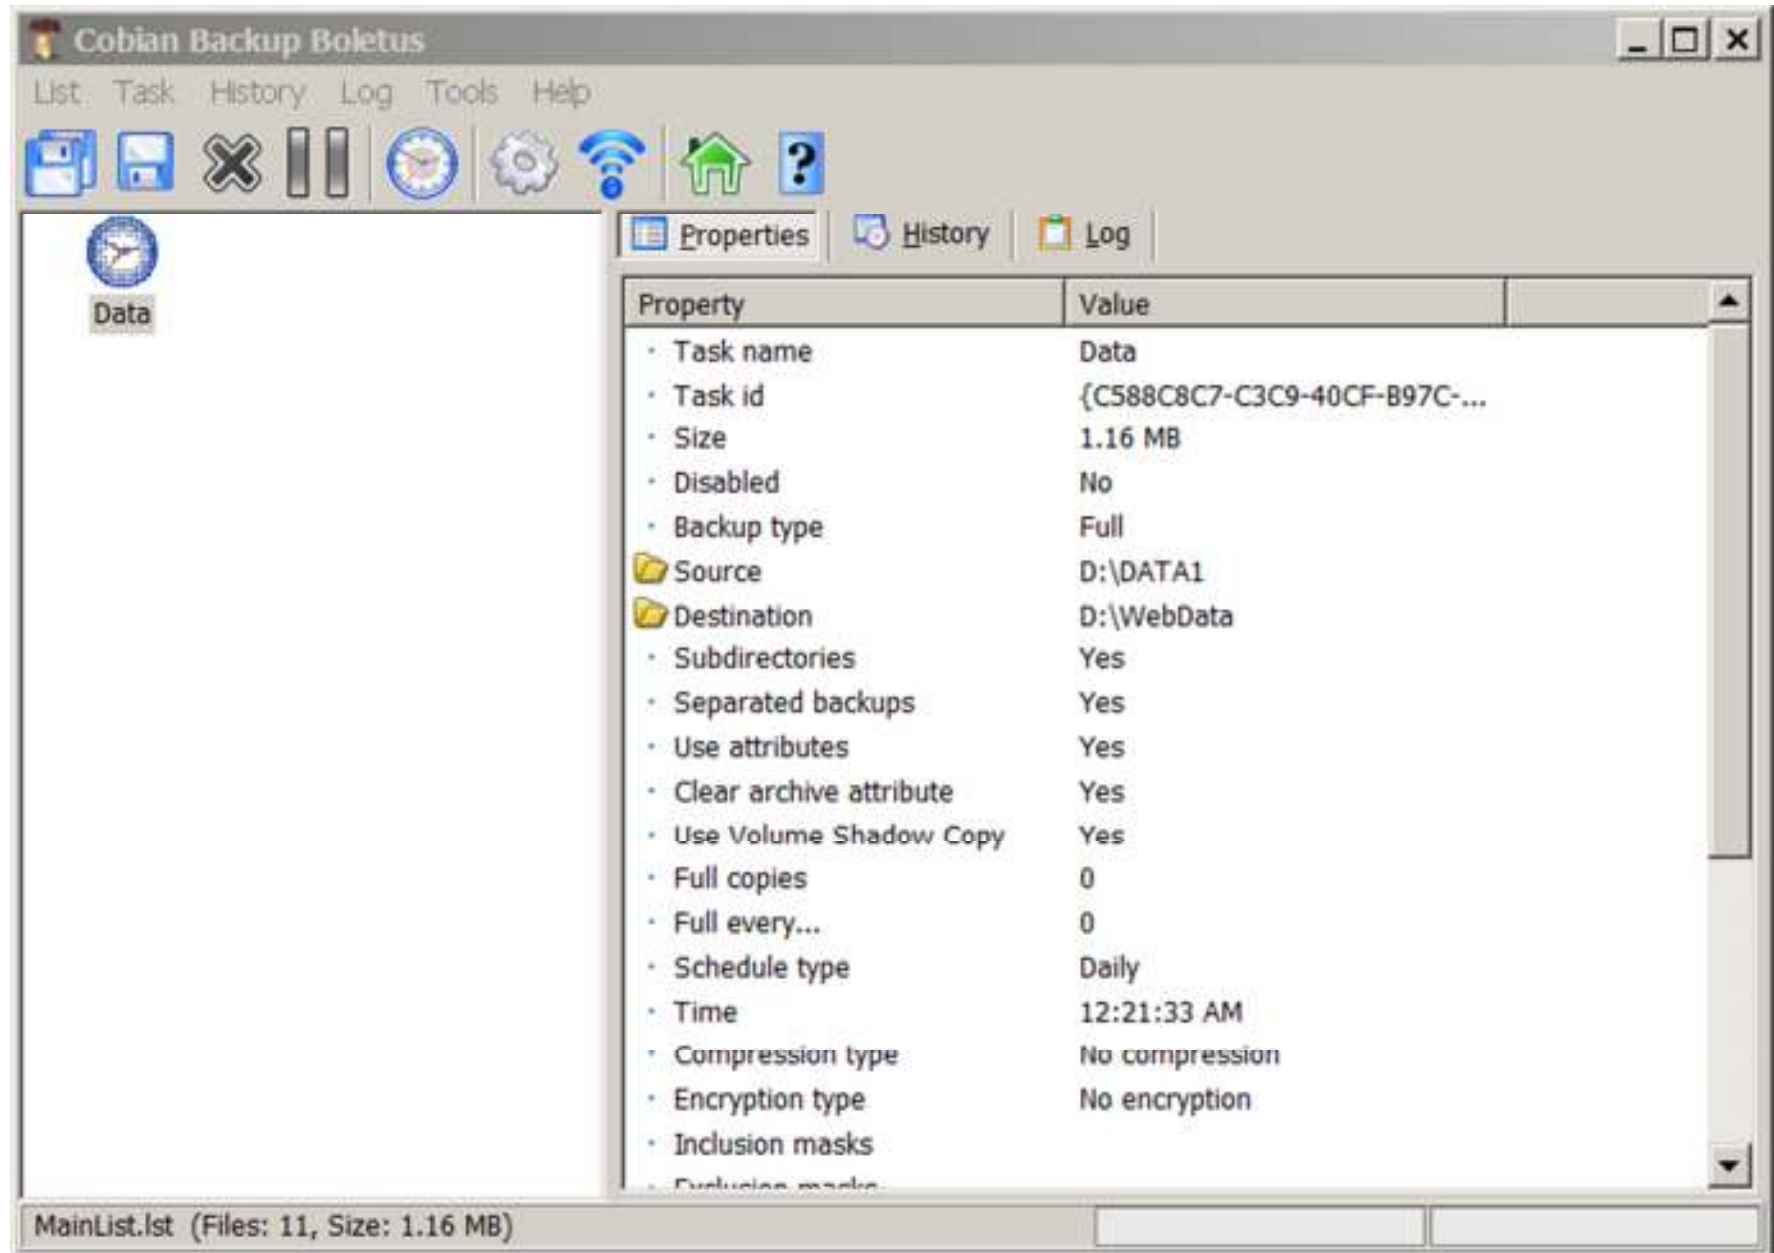 Cobian Backup Boletus
List Task History Log Tools Help
Data
Properties History Log
Property Value
Task name Data
Task id {C588C8C7-C3C9-40CF-B97C-...
Size 1.16 MB
Disabled No
Backup type Full
Source D:\DATA1
Destination D:\WebData
Subdirectories Yes
Separated backups Yes
Use attributes Yes
Clear archive attribute Yes
Use Volume Shadow Copy Yes
Full copies 0
Full every... 0
Schedule type Daily
Time 12:21:33 AM
Compression type No compression
Encryption type No encryption
Inclusion masks
Exclusion masks
MainList.lst (Files: 11, Size: 1.16 MB)